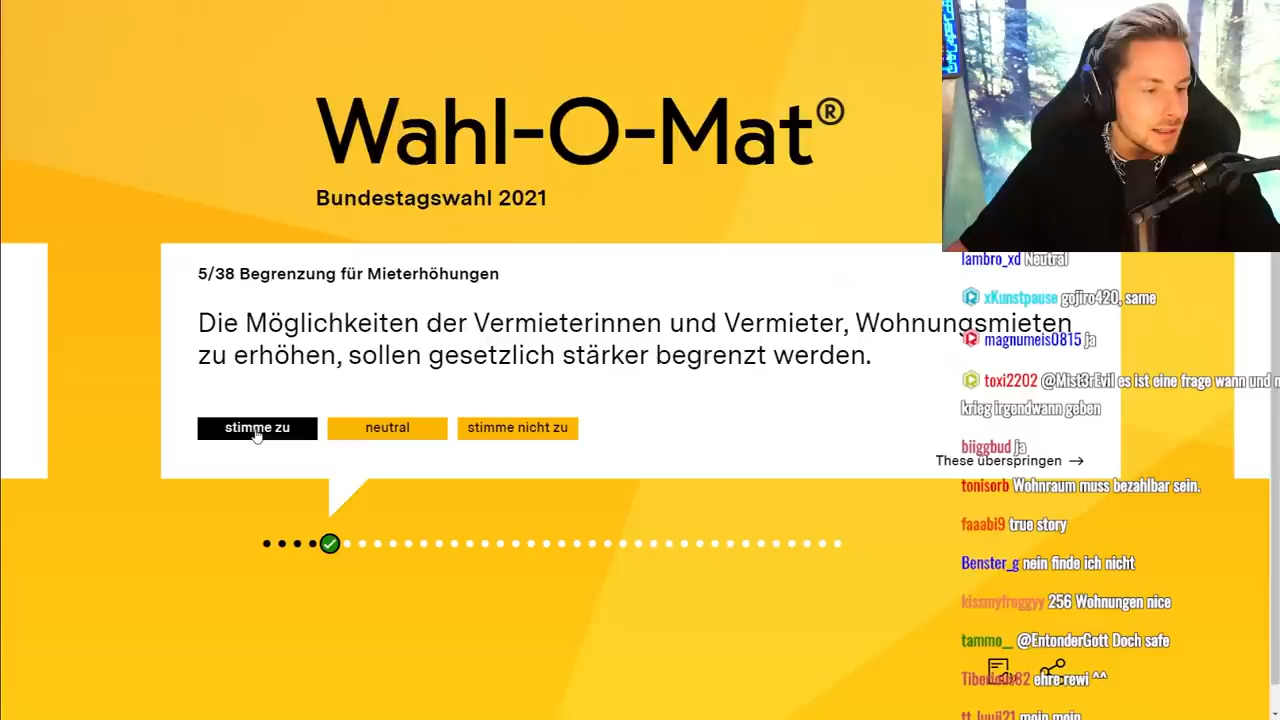 Wahl-O-Mat®
Bundestagswahl 2021
5/38 Begrenzung für Mieterhöhungen
Die Möglichkeiten der Vermieterinnen und Vermieter, Wohnungsmieten
zu erhöhen, sollen gesetzlich stärker begrenzt werden.
stimme zu
neutral
stimme nicht zu
These überspringen →
lambro_xd Neutral
xKunstpause gojiro420, same
magnumeis0815 ja
toxi2202 @Mist3rEvil es ist eine frage wann und
krieg irgendwann geben
biiggbud ja
tonisorb Wohnraum muss bezahlbar sein.
faaabi9 true story
Benster_g nein finde ich nicht
kissmyfroggyy 256 Wohnungen nice
tammo__ @EntonderGott Doch safe
ehre rewi ^^
moin moin